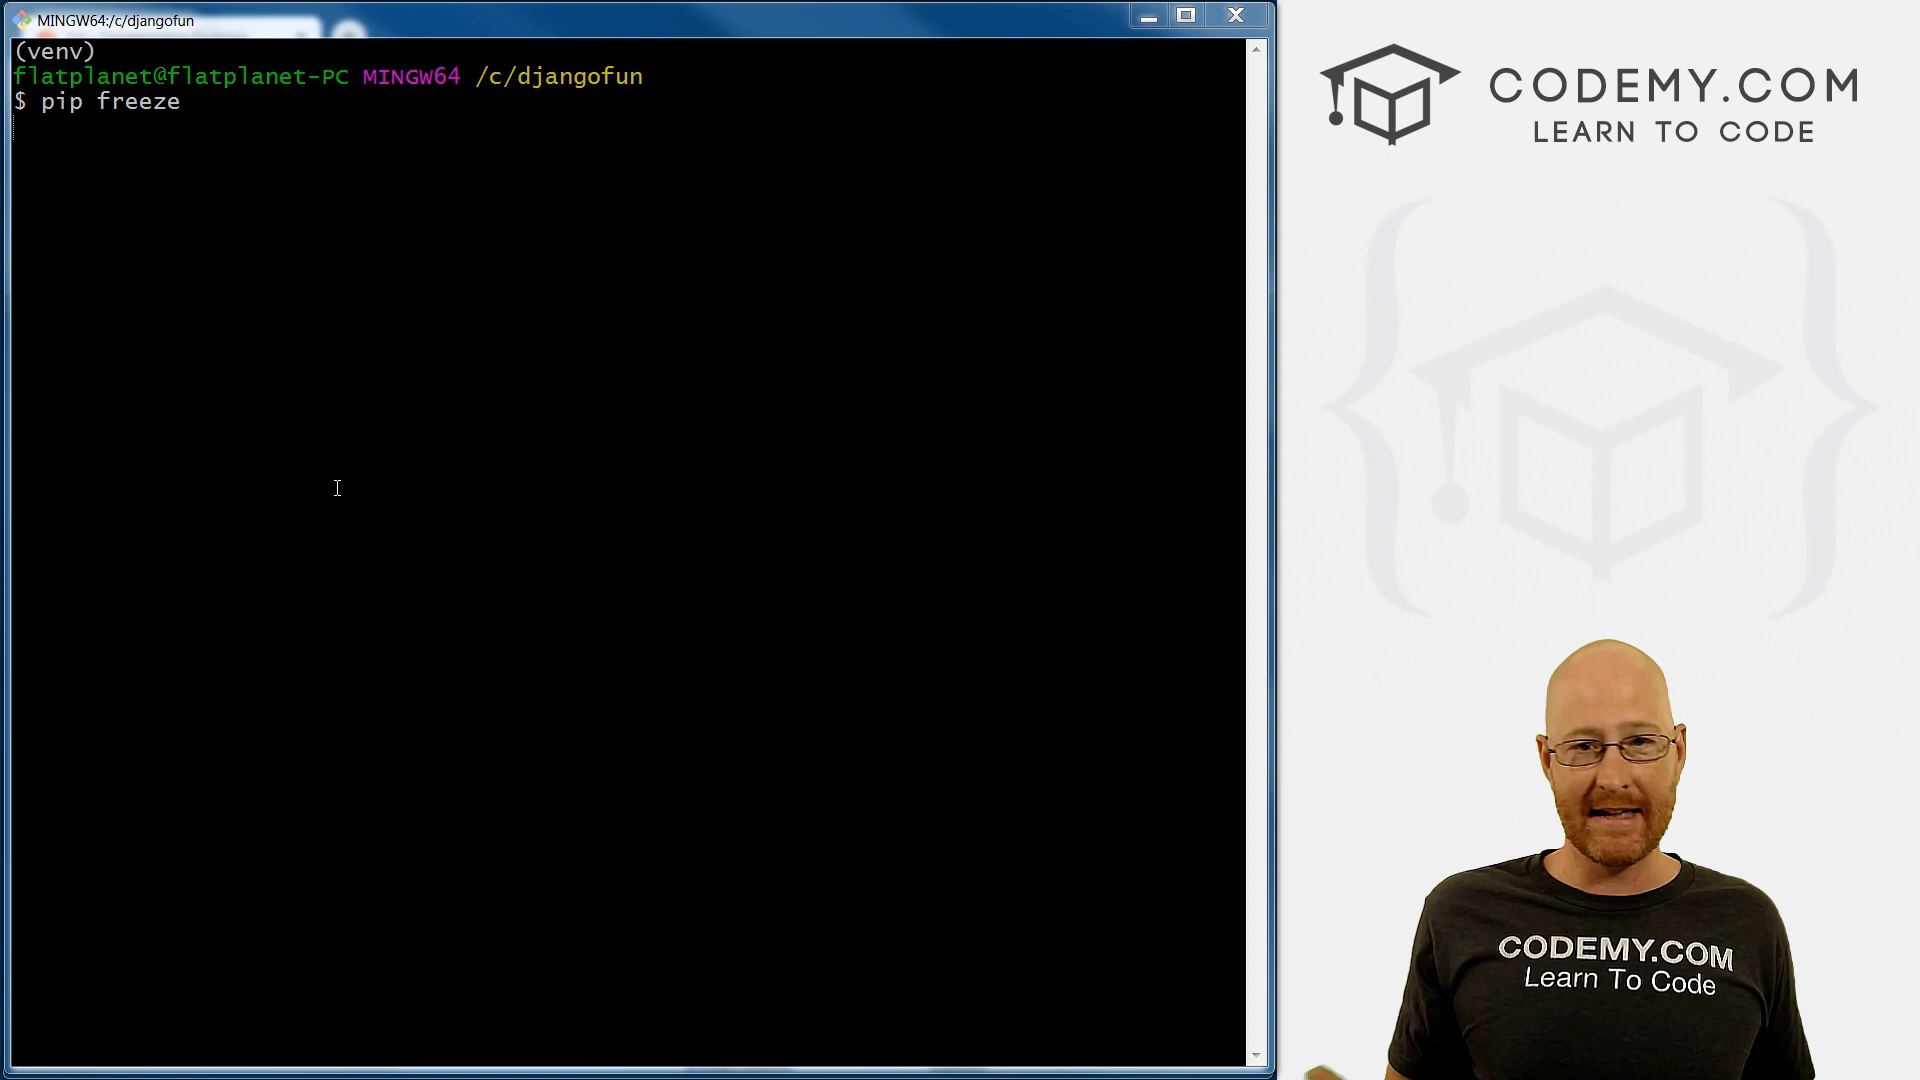 MINGW64:/c/djangofun
(venv)
flatplanet@flatplanet-PC MINGW64 /c/djangofun
$ pip freeze
CODEMY.COM
LEARN TO CODE
CODEMY.COM
Learn To Code